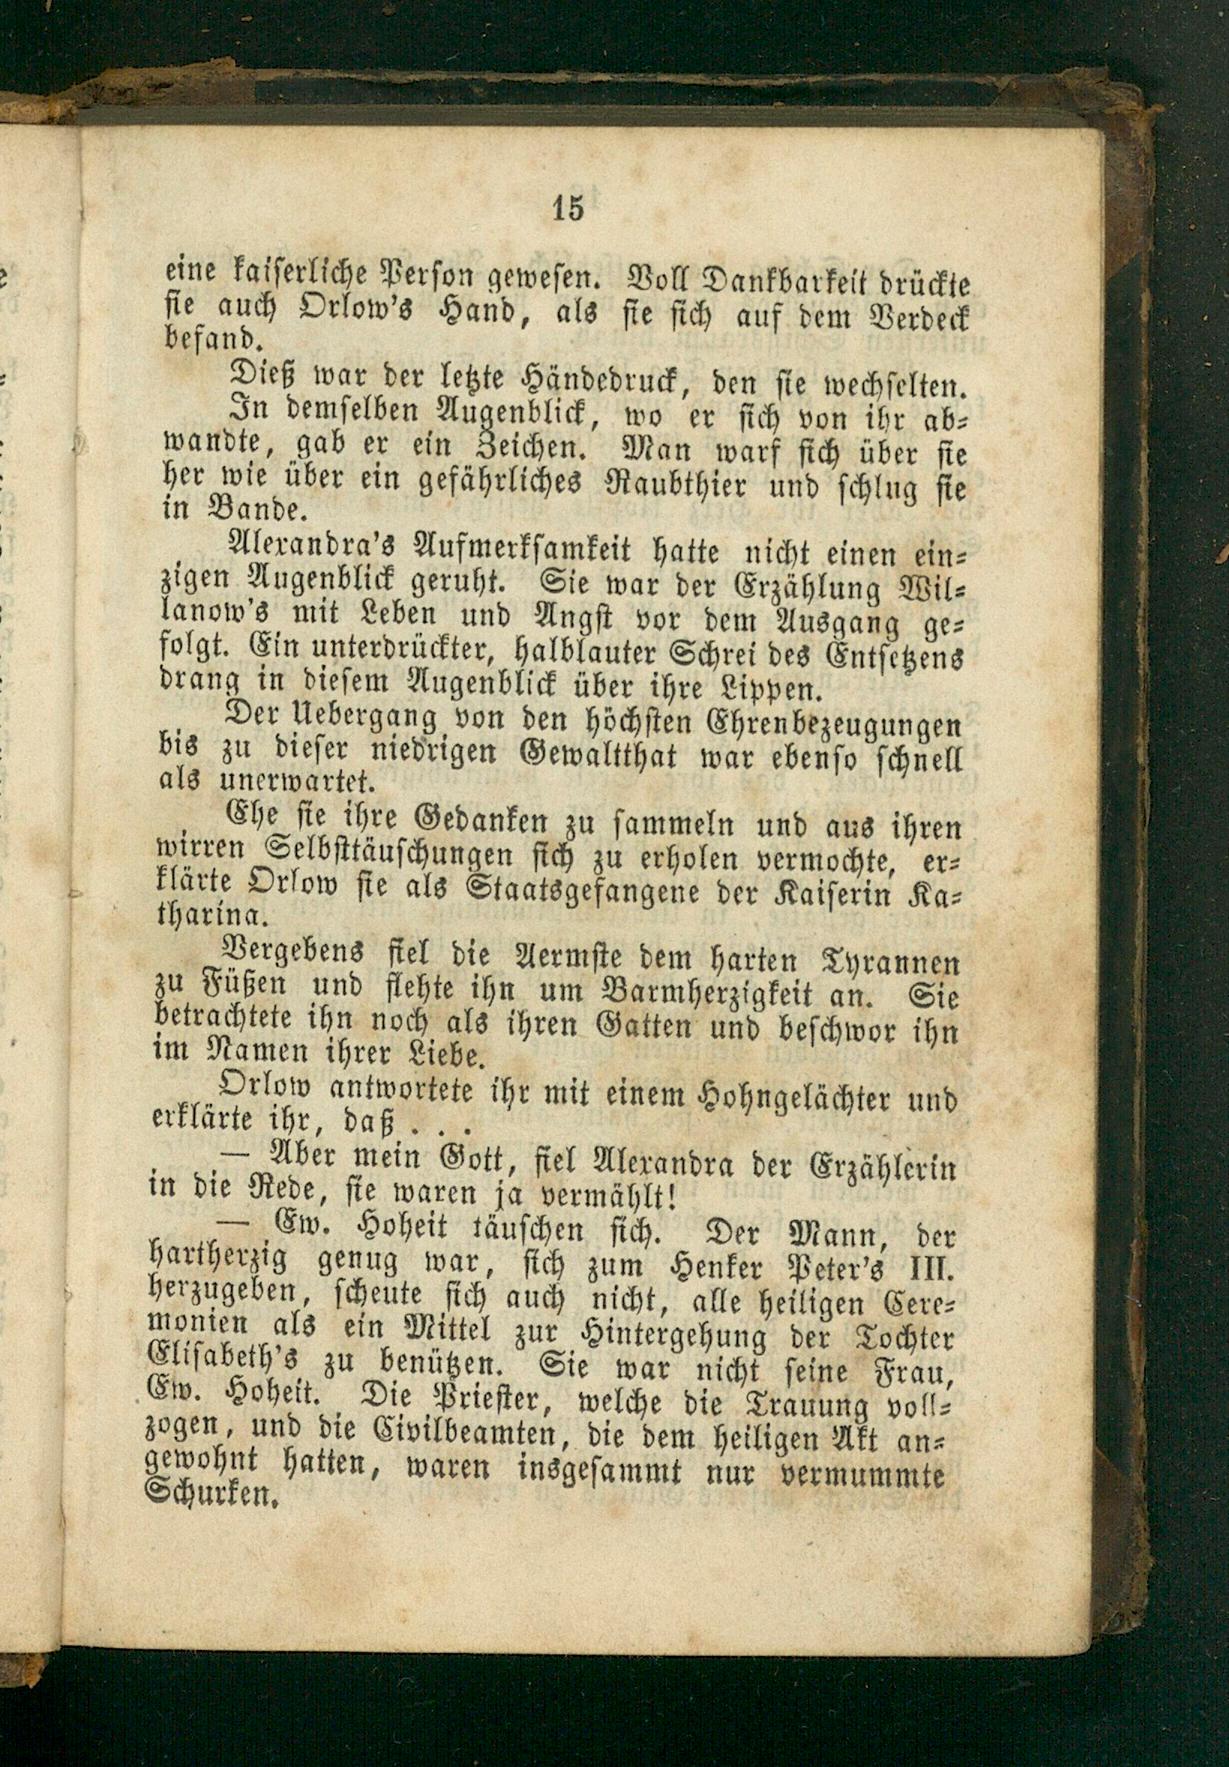 15
eine kaiserliche Person gewesen. Voll Dankbarkeit drückte
sie auch Orlow's Hand, als sie sich auf dem Verdeck
befand.
Dieß war der letzte Händedruck, den sie wechselten.
In demselben Augenblick, wo er sich von ihr ab=
wandte, gab er ein Zeichen. Man warf sich über sie
her wie über ein gefährliches Raubthier und schlug sie
in Bande.
Alexandra's Aufmerksamkeit hatte nicht einen ein=
zigen Augenblick geruht. Sie war der Erzählung Wil=
lanow's mit Leben und Angst vor dem Ausgang ge=
folgt. Ein unterdrückter, halblauter Schrei des Entsetzens
drang in diesem Augenblick über ihre Lippen.
Der Uebergang von den höchsten Ehrenbezeugungen
bis zu dieser niedrigen Gewaltthat war ebenso schnell
als unerwartet.
Ehe sie ihre Gedanken zu sammeln und aus ihren
wirren Selbsttäuschungen sich zu erholen vermochte, er=
klärte Orlow sie als Staatsgefangene der Kaiserin Ka=
tharina.
Vergebens fiel die Aermste dem harten Tyrannen
zu Füßen und flehte ihn um Barmherzigkeit an. Sie
betrachtete ihn noch als ihren Gatten und beschwor ihn
im Namen ihrer Liebe.
Orlow antwortete ihr mit einem Hohngelächter und
erklärte ihr, daß . . .
— Aber mein Gott, fiel Alexandra der Erzählerin
in die Rede, sie waren ja vermählt!
— Ew. Hoheit täuschen sich. Der Mann, der
hartherzig genug war, sich zum Henker Peter's III.
herzugeben, scheute sich auch nicht, alle heiligen Cere=
monien als ein Mittel zur Hintergehung der Tochter
Elisabeth's zu benützen. Sie war nicht seine Frau,
Ew. Hoheit. Die Priester, welche die Trauung voll=
zogen, und die Civilbeamten, die dem heiligen Akt an=
gewohnt hatten, waren insgesammt nur vermummte
Schurken.